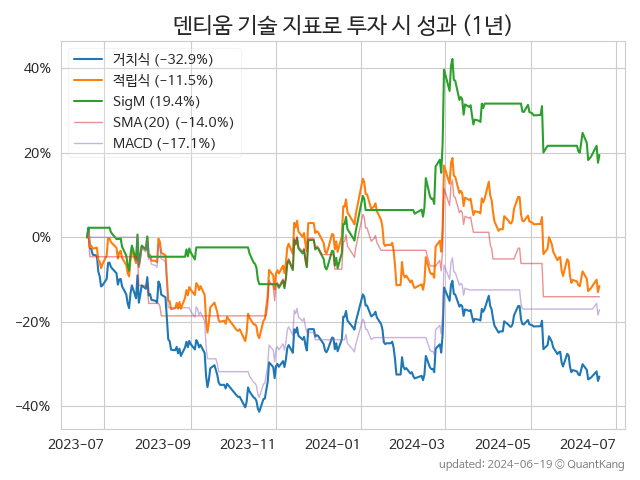 덴티움 기술 지표로 투자 시 성과 (1년)
거치식 (−32.9%)
적립식 (−11.5%)
SigM (19.4%)
SMA(20) (−14.0%)
MACD (−17.1%)
40%
20%
0%
−20%
−40%
2023-07 2023-09 2023-11 2024-01 2024-03 2024-05 2024-07
updated: 2024-06-19 ⓒ QuantKang